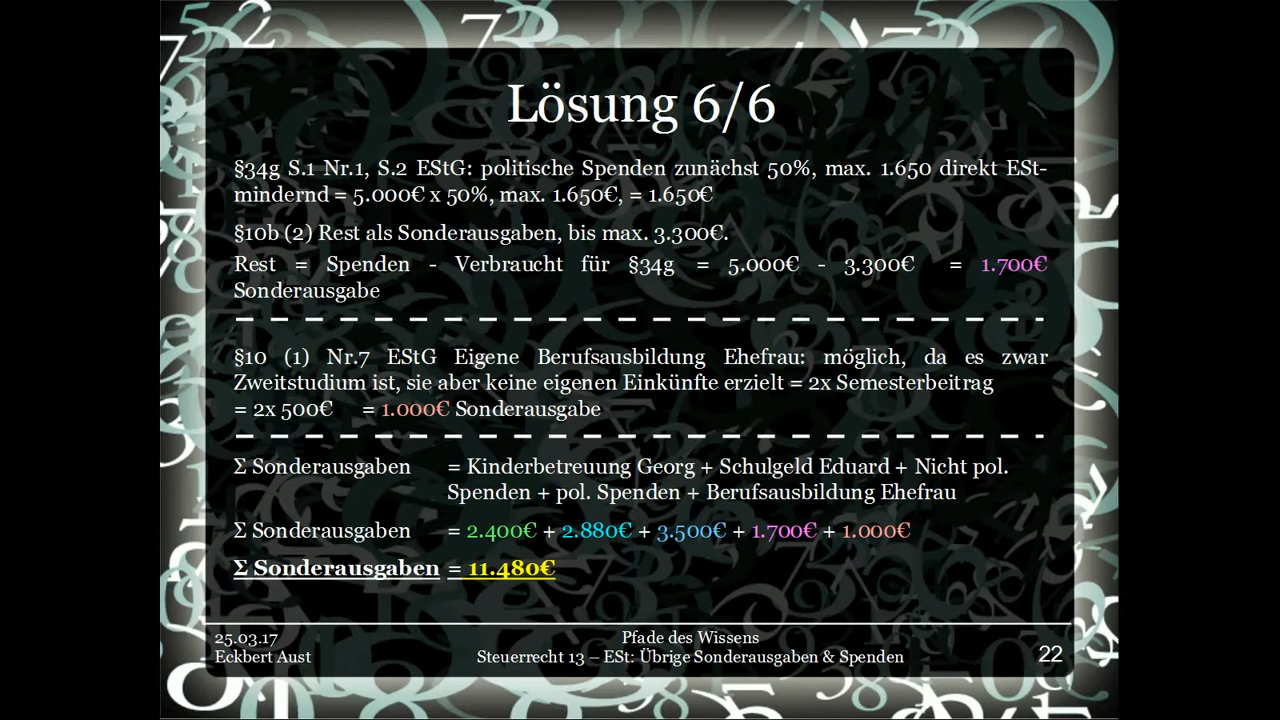 Lösung 6/6
§34g S.1 Nr.1, S.2 EStG: politische Spenden zunächst 50%, max. 1.650 direkt ESt-
mindernd = 5.000€ x 50%, max. 1.650€, = 1.650€
§10b (2) Rest als Sonderausgaben, bis max. 3.300€.
Rest = Spenden - Verbraucht für §34g = 5.000€ - 3.300€ = 1.700€
Sonderausgabe
§10 (1) Nr.7 EStG Eigene Berufsausbildung Ehefrau: möglich, da es zwar
Zweitstudium ist, sie aber keine eigenen Einkünfte erzielt = 2x Semesterbeitrag
= 2x 500€ = 1.000€ Sonderausgabe
Σ Sonderausgaben = Kinderbetreuung Georg + Schulgeld Eduard + Nicht pol.
Spenden + pol. Spenden + Berufsausbildung Ehefrau
Σ Sonderausgaben = 2.400€ + 2.880€ + 3.500€ + 1.700€ + 1.000€
Σ Sonderausgaben = 11.480€
25.03.17 Pfade des Wissens
Eckbert Aust Steuerrecht 13 – ESt: Übrige Sonderausgaben & Spenden 22